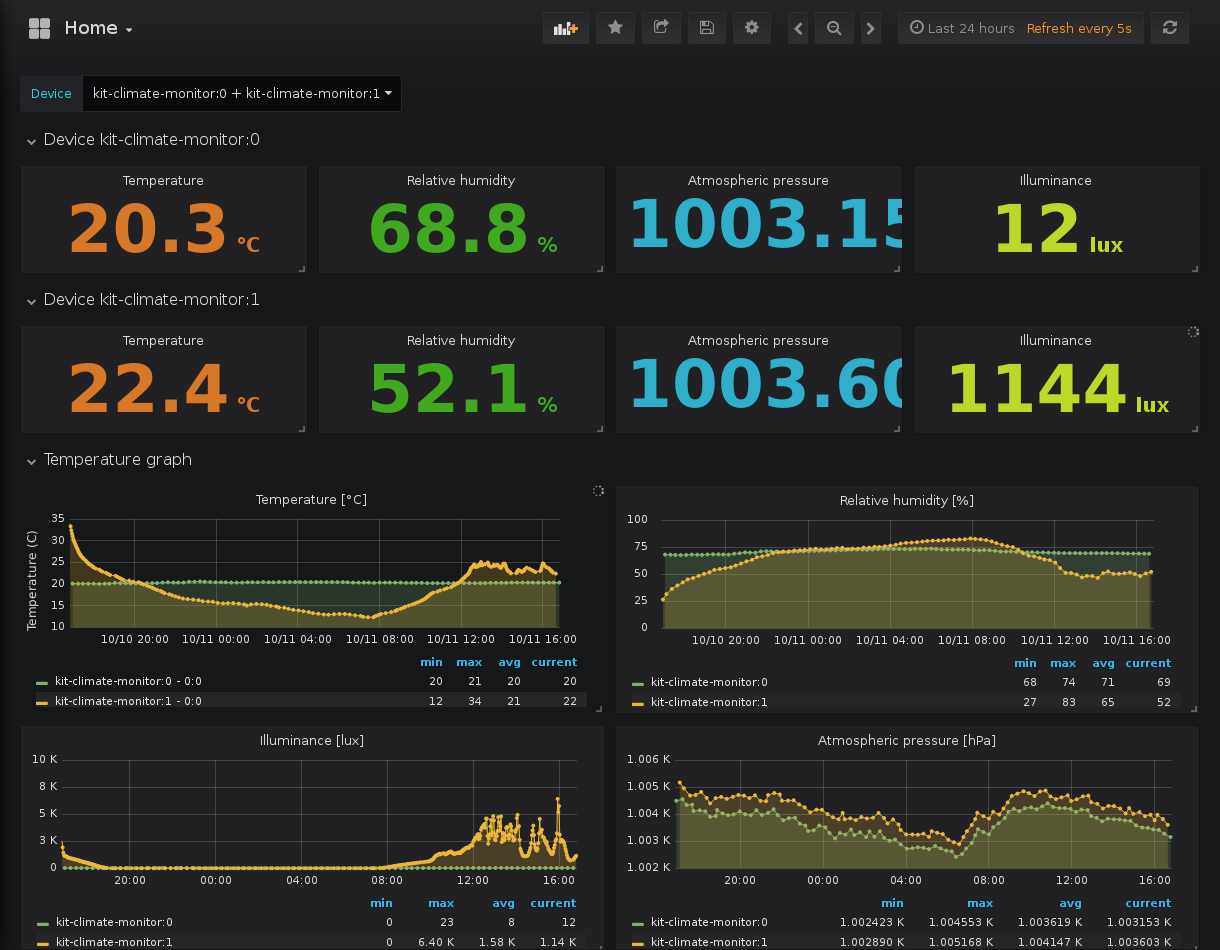 Home
Last 24 hours Refresh every 5s
Device kit-climate-monitor:0 + kit-climate-monitor:1
Device kit-climate-monitor:0
Temperature Relative humidity Atmospheric pressure Illuminance
20.3 °C 68.8 % 1003.15 12 lux
Device kit-climate-monitor:1
Temperature Relative humidity Atmospheric pressure Illuminance
22.4 °C 52.1 % 1003.60 1144 lux
Temperature graph
Temperature [°C]
Temperature (C)
35
30
25
20
15
10
10/10 20:00 10/11 00:00 10/11 04:00 10/11 08:00 10/11 12:00 10/11 16:00
min max avg current
kit-climate-monitor:0 - 0:0 20 21 20 20
kit-climate-monitor:1 - 0:0 12 34 21 22
Relative humidity [%]
100
75
50
25
0
10/10 20:00 10/11 00:00 10/11 04:00 10/11 08:00 10/11 12:00 10/11 16:00
min max avg current
kit-climate-monitor:0 68 74 71 69
kit-climate-monitor:1 27 83 65 52
Illuminance [lux]
10 K
8 K
5 K
3 K
0
20:00 00:00 04:00 08:00 12:00 16:00
min max avg current
kit-climate-monitor:0 0 23 8 12
kit-climate-monitor:1 0 6.40 K 1.58 K 1.14 K
Atmospheric pressure [hPa]
1.006 K
1.005 K
1.004 K
1.003 K
1.002 K
20:00 00:00 04:00 08:00 12:00 16:00
min max avg current
kit-climate-monitor:0 1.002423 K 1.004553 K 1.003619 K 1.003153 K
kit-climate-monitor:1 1.002890 K 1.005168 K 1.004147 K 1.003603 K